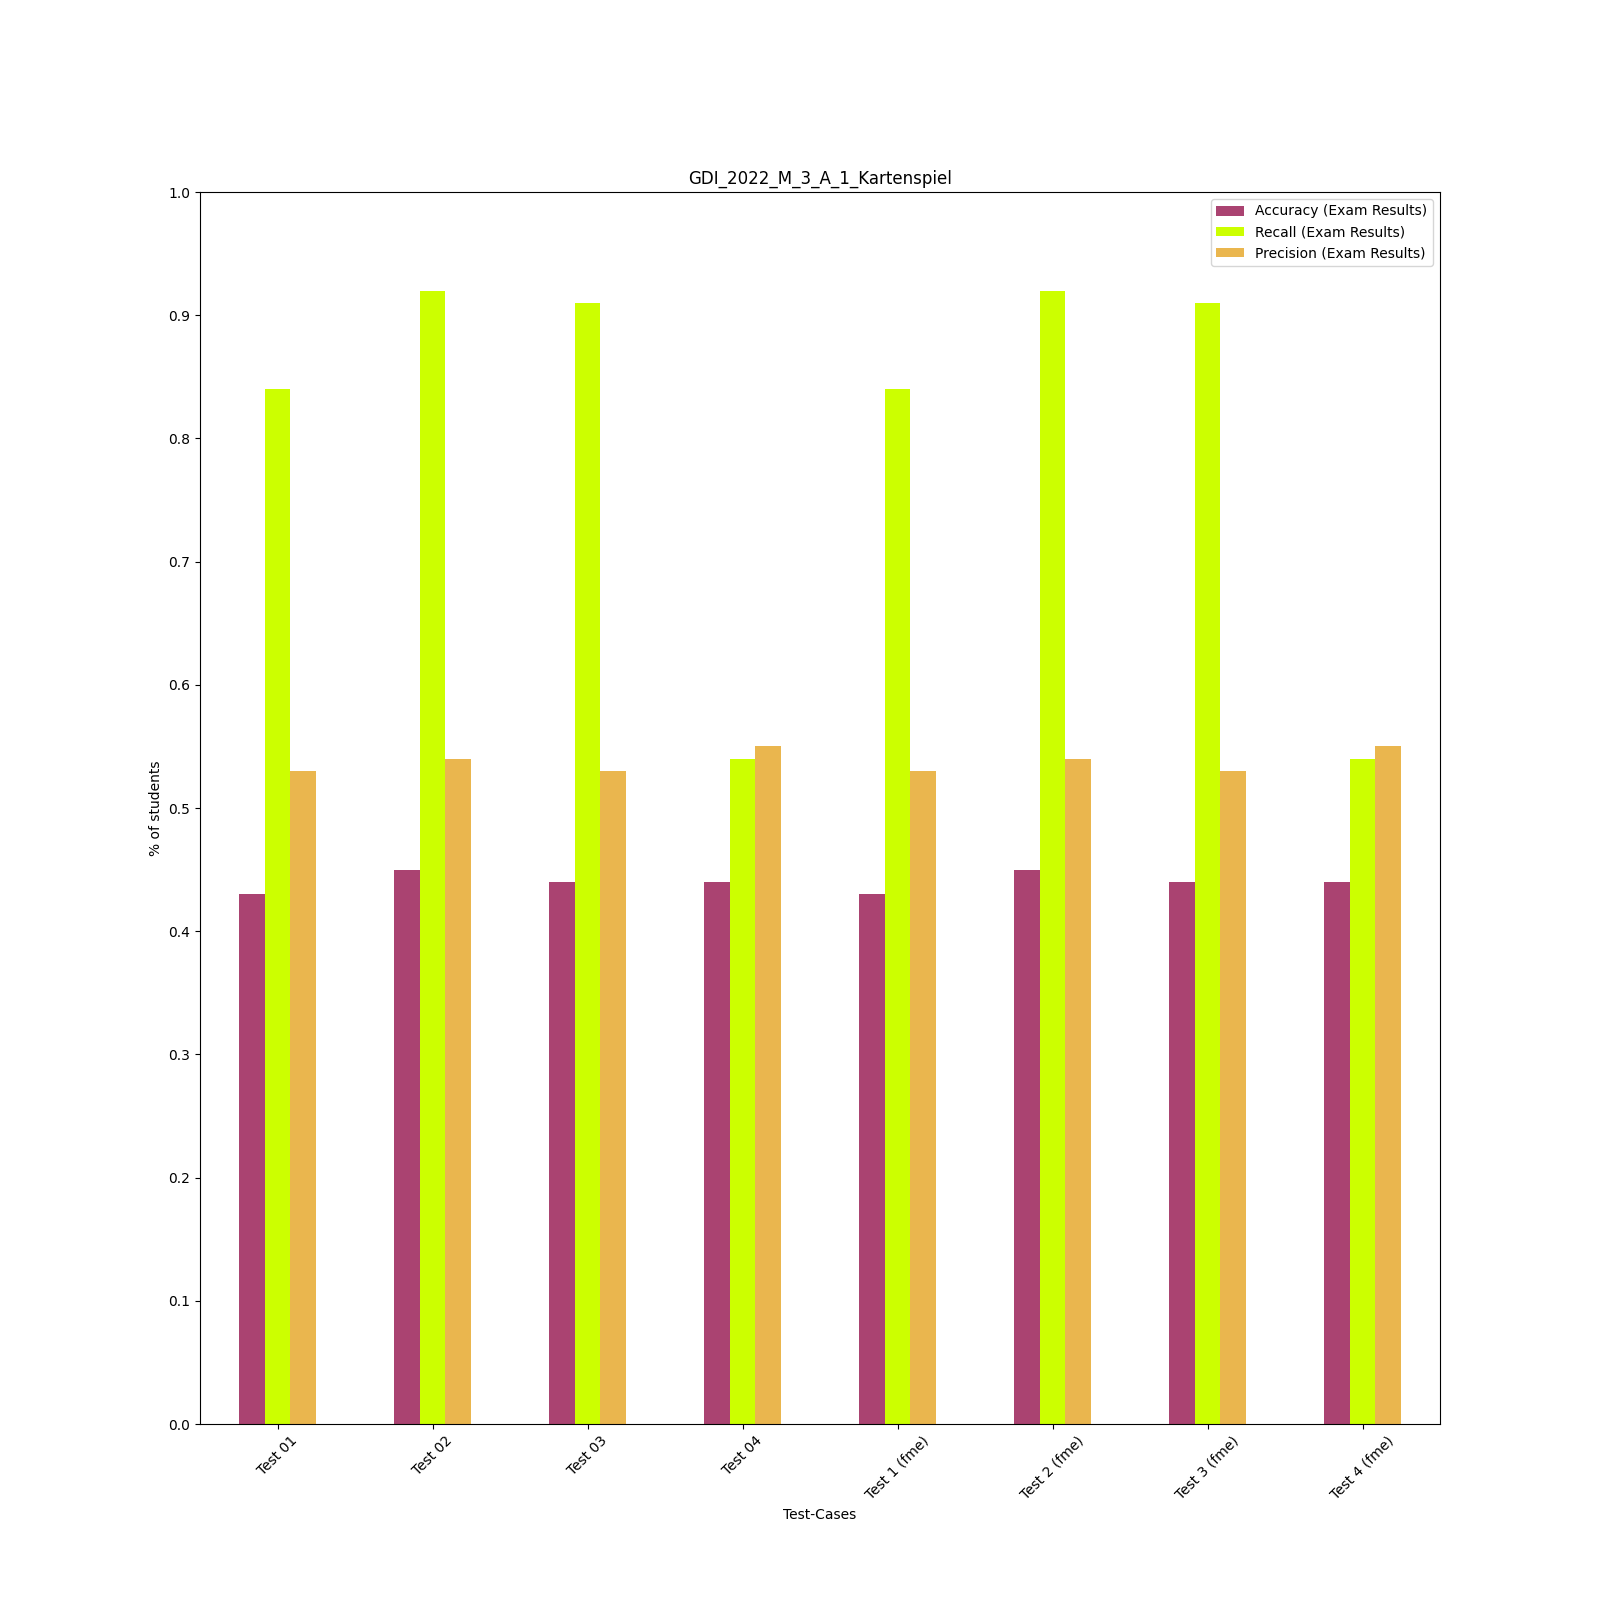 GDI_2022_M_3_A_1_Kartenspiel
Accuracy (Exam Results)
Recall (Exam Results)
Precision (Exam Results)
% of students
1.0
0.9
0.8
0.7
0.6
0.5
0.4
0.3
0.2
0.1
0.0
Test 01
Test 02
Test 03
Test 04
Test 1 (fme)
Test 2 (fme)
Test 3 (fme)
Test 4 (fme)
Test-Cases